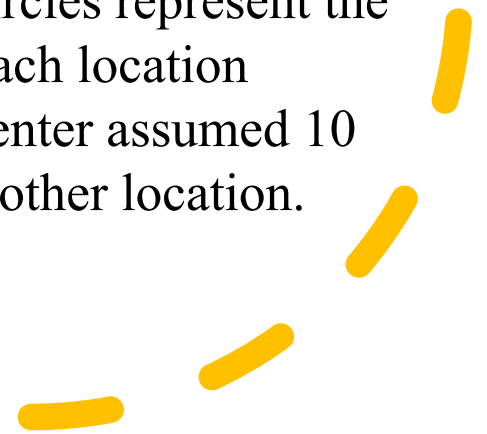 rcles represent the
ach location
enter assumed 10
other location.